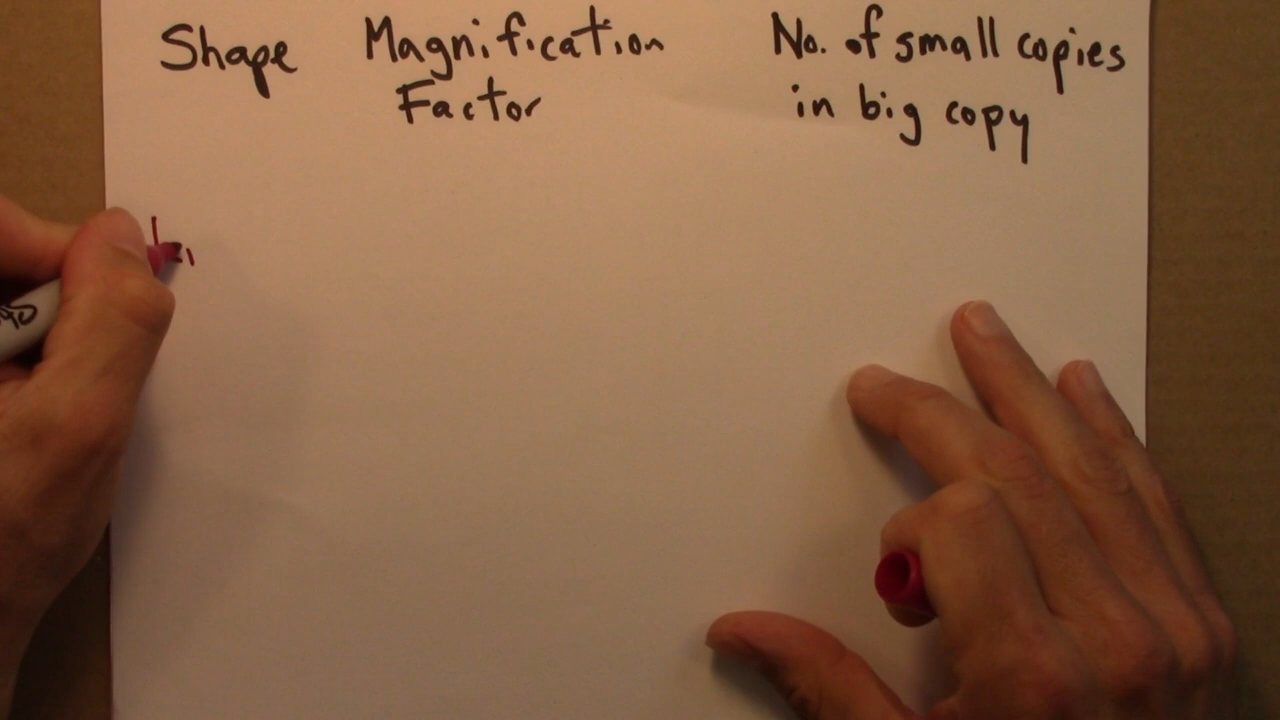 Shape Magnification No. of small copies
Factor in big copy